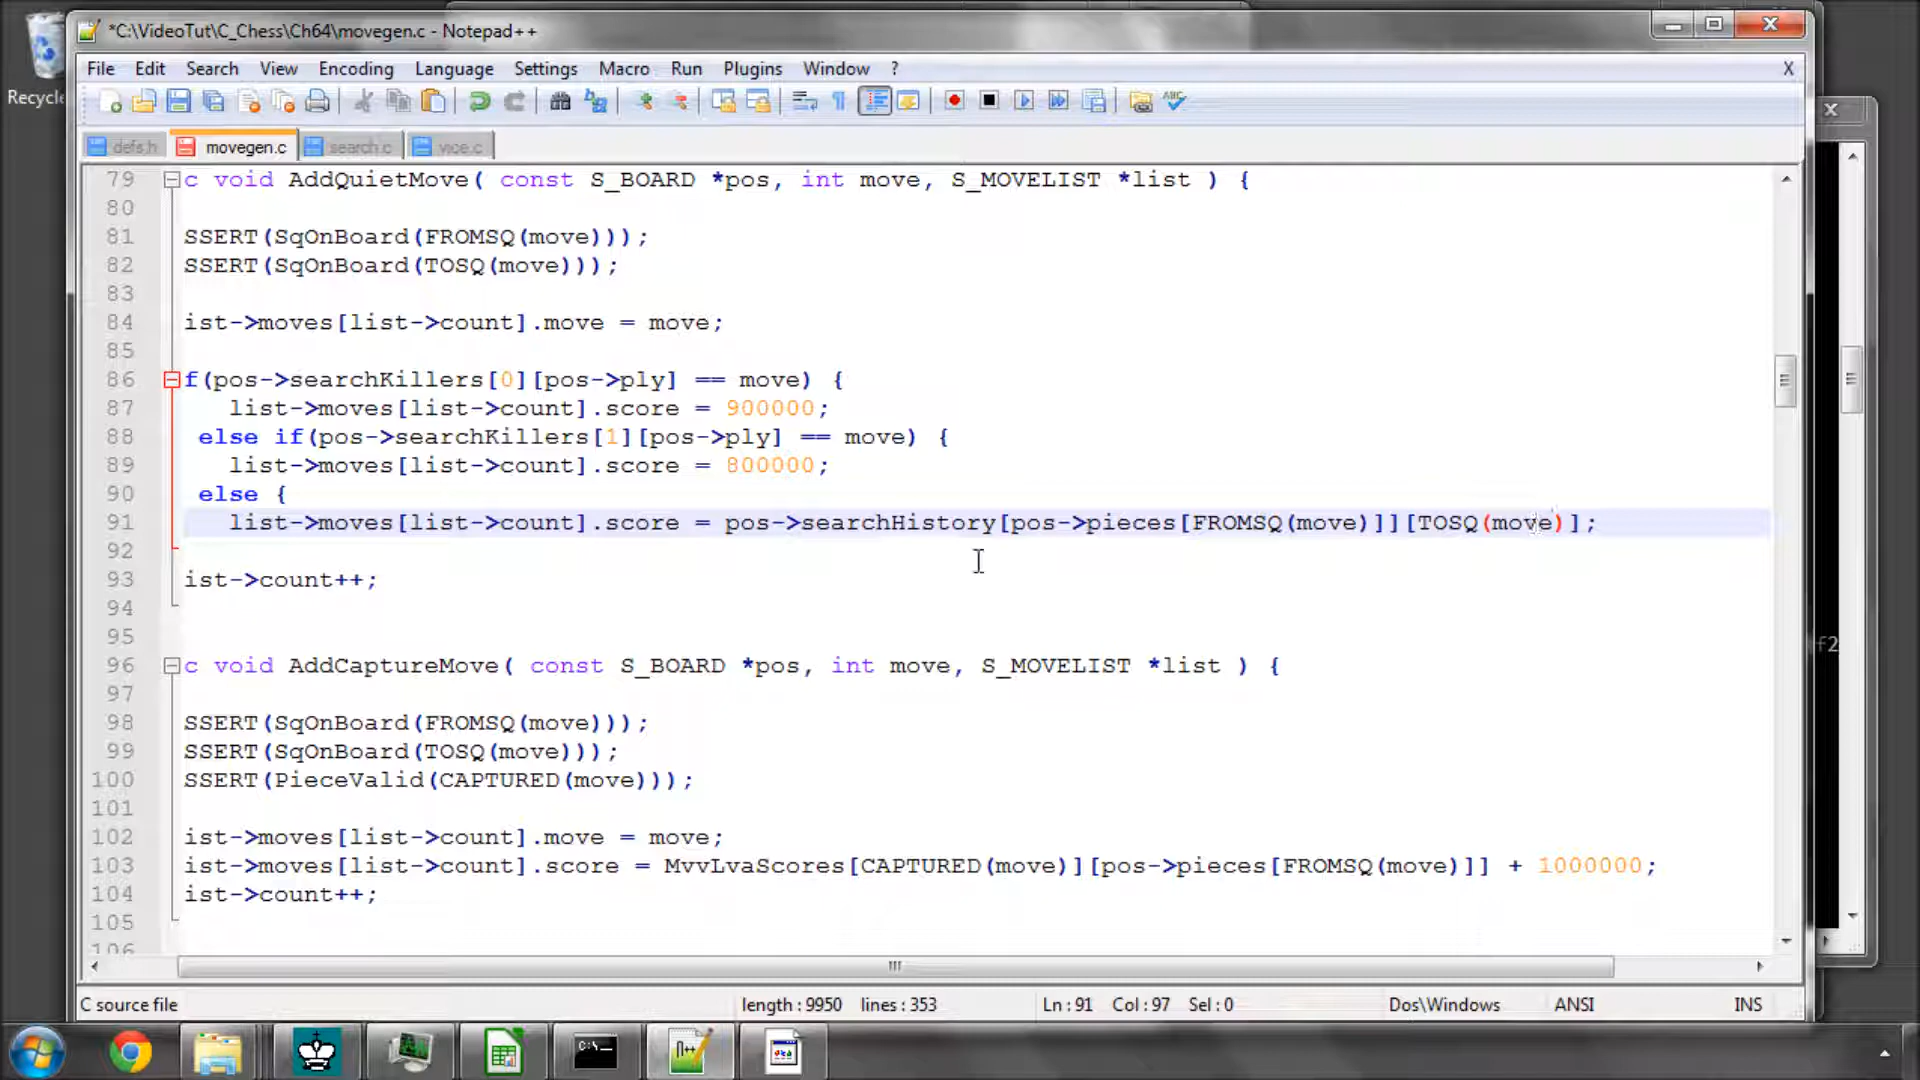 *C:\VideoTut\C_Chess\Ch64\movegen.c - Notepad++
Recycle
File Edit Search View Encoding Language Settings Macro Run Plugins Window ? X
defs.h movegen.c search.c vice.c
79 c void AddQuietMove( const S_BOARD *pos, int move, S_MOVELIST *list ) {
80
81 SSERT(SqOnBoard(FROMSQ(move)));
82 SSERT(SqOnBoard(TOSQ(move)));
83
84 ist->moves[list->count].move = move;
85
86 f(pos->searchKillers[0][pos->ply] == move) {
87 list->moves[list->count].score = 900000;
88 else if(pos->searchKillers[1][pos->ply] == move) {
89 list->moves[list->count].score = 800000;
90 else {
91 list->moves[list->count].score = pos->searchHistory[pos->pieces[FROMSQ(move)]][TOSQ(move)];
92
93 ist->count++;
94
95
96 c void AddCaptureMove( const S_BOARD *pos, int move, S_MOVELIST *list ) {
97
98 SSERT(SqOnBoard(FROMSQ(move)));
99 SSERT(SqOnBoard(TOSQ(move)));
100 SSERT(PieceValid(CAPTURED(move)));
101
102 ist->moves[list->count].move = move;
103 ist->moves[list->count].score = MvvLvaScores[CAPTURED(move)][pos->pieces[FROMSQ(move)]] + 1000000;
104 ist->count++;
105
106
f2
C source file length : 9950 lines : 353 Ln : 91 Col : 97 Sel : 0 Dos\Windows ANSI INS